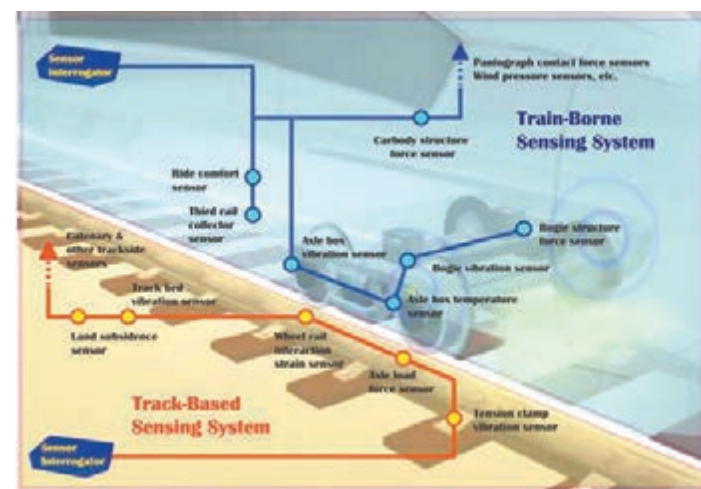 Sensor
Interrogator
Pantograph contact force sensors
Wind pressure sensors, etc.
Train-Borne
Sensing System
Carbody structure
force sensor
Ride comfort
sensor
Third rail
collector
sensor
Catenary &
other trackside
sensors
Axle box
vibration sensor
Bogie structure
force sensor
Bogie vibration sensor
Track bed
vibration sensor
Axle box temperature
sensor
Land subsidence
sensor
Wheel rail
interaction
strain sensor
Axle load
force sensor
Track-Based
Sensing System
Tension clamp
vibration sensor
Sensor
Interrogator